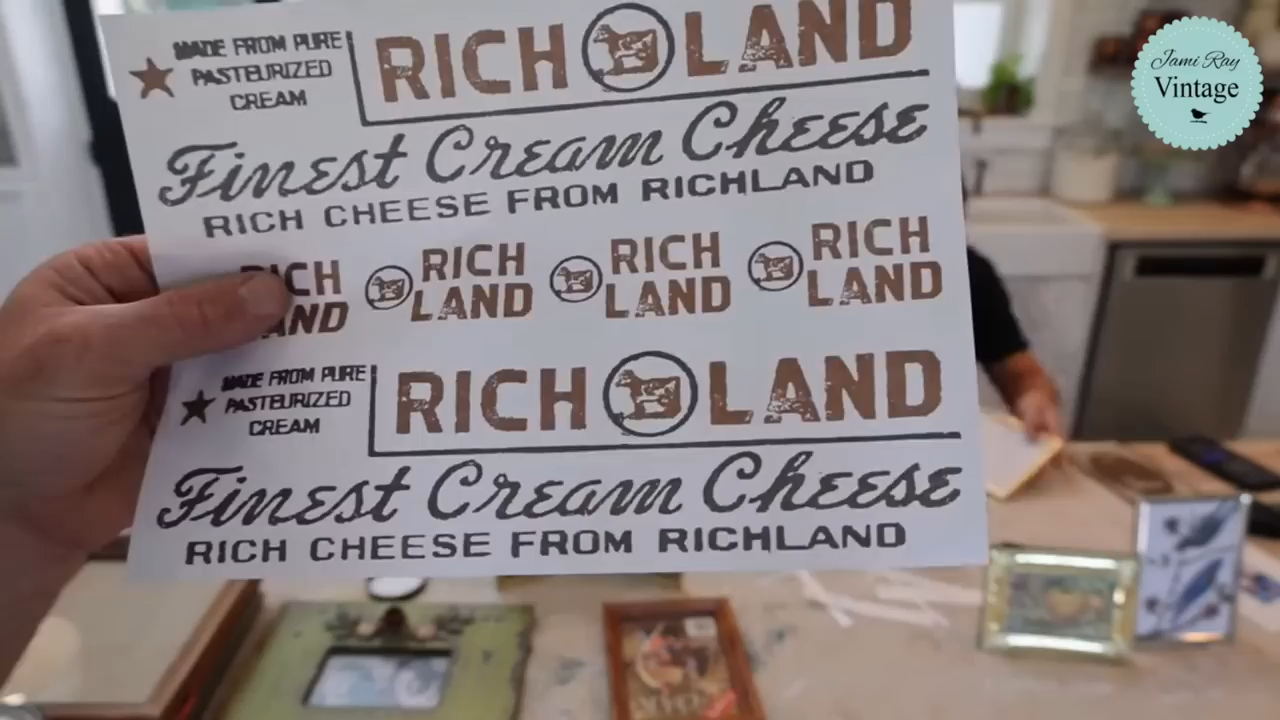 Jami Ray
Vintage
MADE FROM PURE
PASTEURIZED
CREAM
RICH LAND
Finest Cream Cheese
RICH CHEESE FROM RICHLAND
RICH RICH RICH RICH
LAND LAND LAND LAND
MADE FROM PURE
PASTEURIZED
CREAM
RICH LAND
Finest Cream Cheese
RICH CHEESE FROM RICHLAND